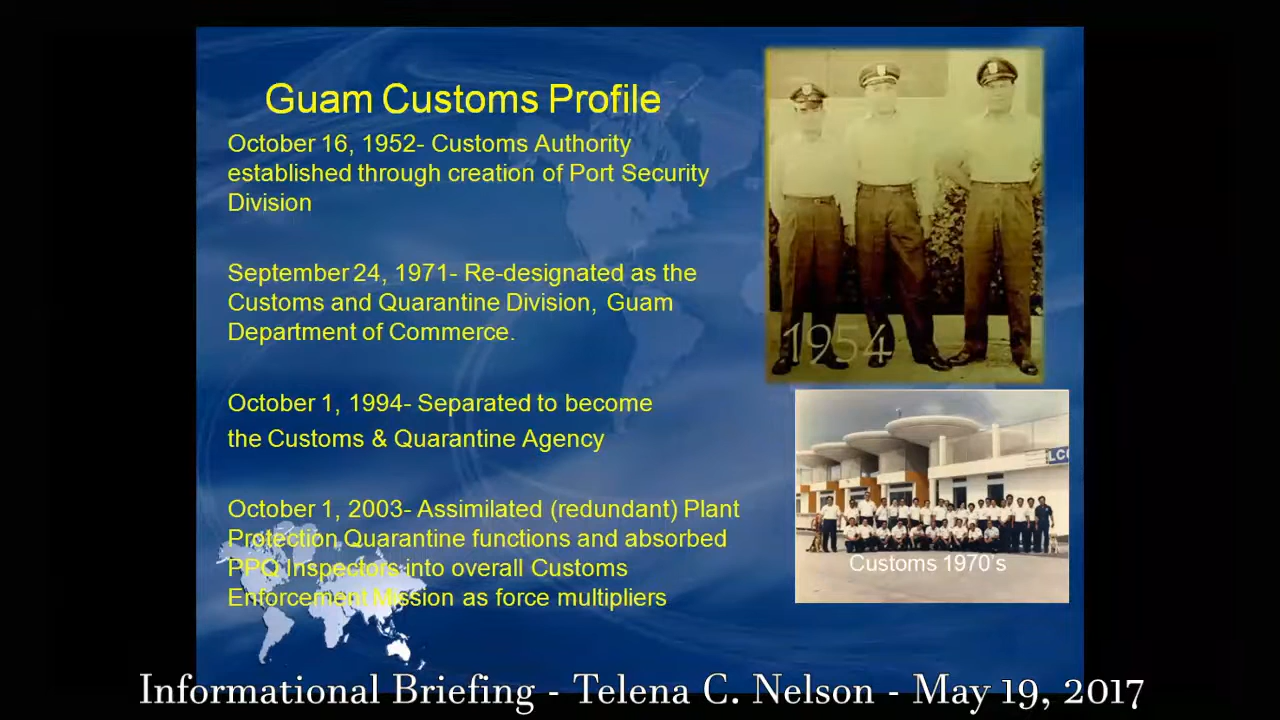 Guam Customs Profile
October 16, 1952- Customs Authority
established through creation of Port Security
Division
September 24, 1971- Re-designated as the
Customs and Quarantine Division, Guam
Department of Commerce.
October 1, 1994- Separated to become
the Customs & Quarantine Agency
October 1, 2003- Assimilated (redundant) Plant
Protection Quarantine functions and absorbed
PPQ Inspectors into overall Customs
Enforcement Mission as force multipliers
1954
LCO
Customs 1970's
Informational Briefing - Telena C. Nelson - May 19, 2017